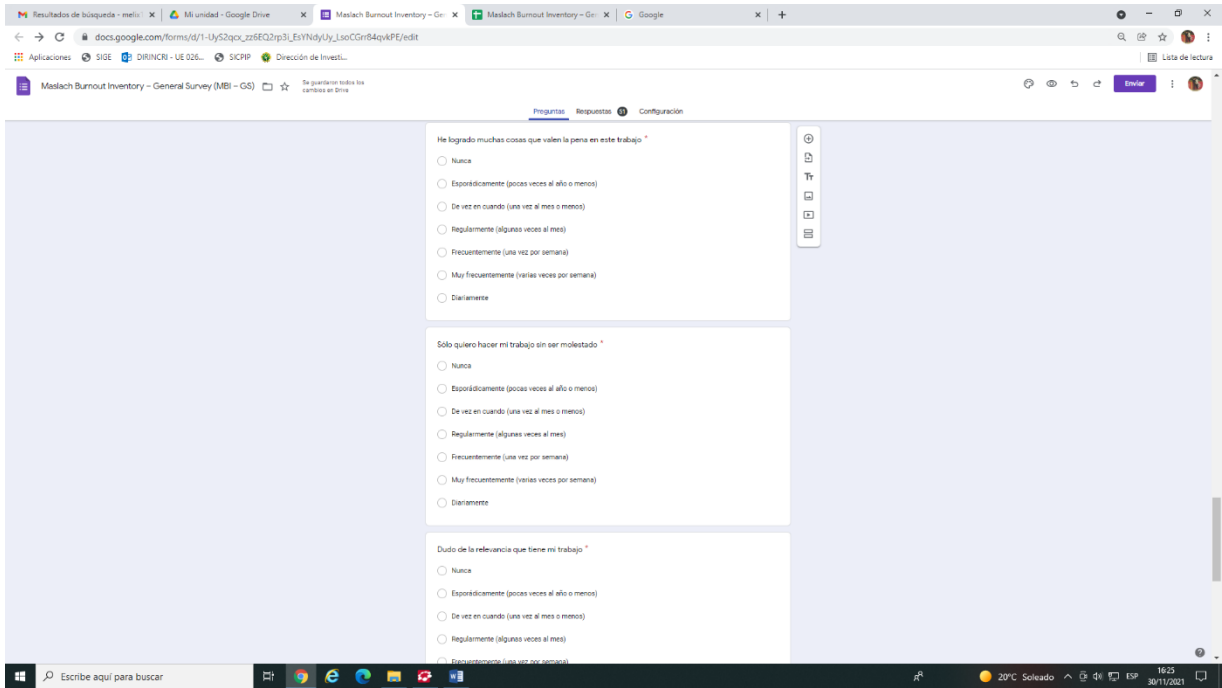 Resultados de búsqueda - melis
Mi unidad - Google Drive
Maslach Burnout Inventory – Ge
Maslach Burnout Inventory – Ge
Google
docs.google.com/forms/d/1-UyS2qcx_zz6EQ2rp3i_EsYNdyUy_LsoCGrr84qvkPE/edit
Aplicaciones
SIGE
DIRINCRI - UE 026...
SICPIP
Dirección de Investi...
Lista de lectura
Maslach Burnout Inventory – General Survey (MBI – GS)
Se guardaron todos los
cambios en Drive
Enviar
Preguntas
Respuestas 51
Configuración
He logrado muchas cosas que valen la pena en este trabajo *
Nunca
Esporádicamente (pocas veces al año o menos)
De vez en cuando (una vez al mes o menos)
Regularmente (algunas veces al mes)
Frecuentemente (una vez por semana)
Muy frecuentemente (varias veces por semana)
Diariamente
Sólo quiero hacer mi trabajo sin ser molestado *
Nunca
Esporádicamente (pocas veces al año o menos)
De vez en cuando (una vez al mes o menos)
Regularmente (algunas veces al mes)
Frecuentemente (una vez por semana)
Muy frecuentemente (varias veces por semana)
Diariamente
Dudo de la relevancia que tiene mi trabajo *
Nunca
Esporádicamente (pocas veces al año o menos)
De vez en cuando (una vez al mes o menos)
Regularmente (algunas veces al mes)
Frecuentemente (una vez por semana)
Escribe aquí para buscar
20°C Soleado
ESP
16:25
30/11/2021